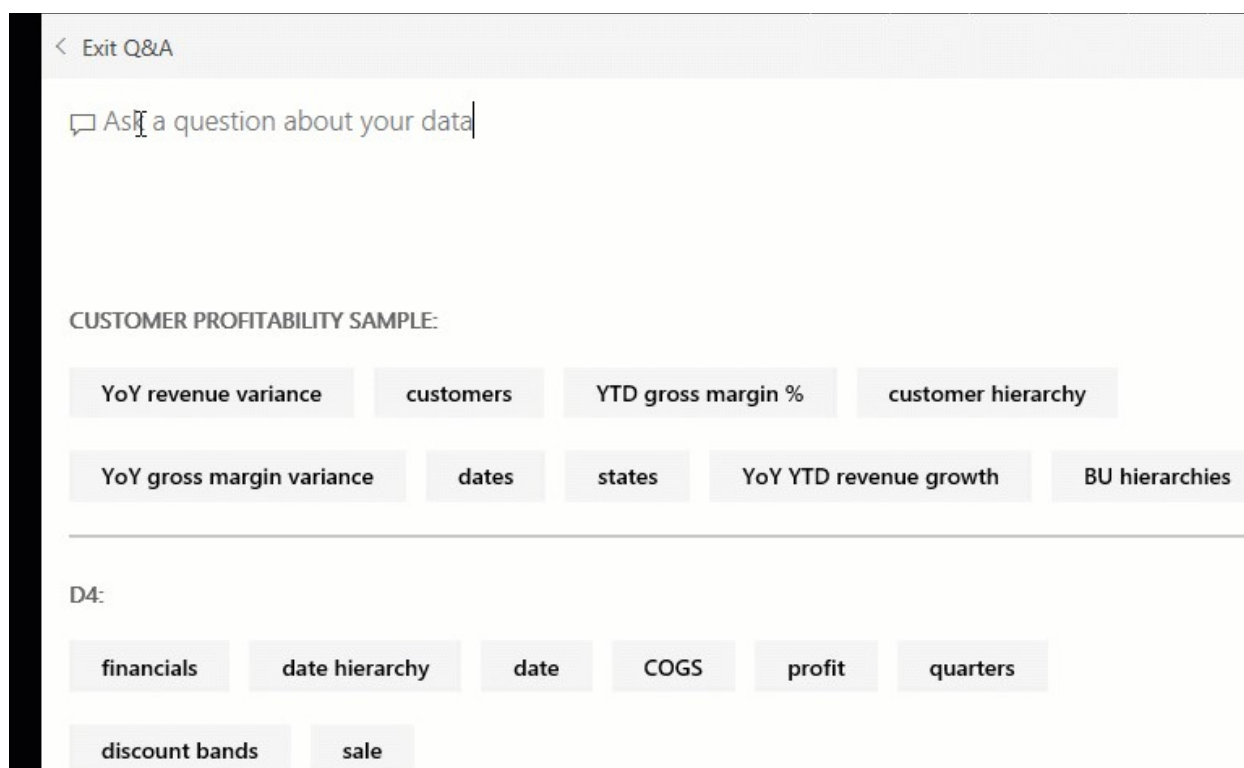 Exit Q&A
Ask a question about your data
CUSTOMER PROFITABILITY SAMPLE:
YoY revenue variance customers YTD gross margin % customer hierarchy
YoY gross margin variance dates states YoY YTD revenue growth BU hierarchies
D4:
financials date hierarchy date COGS profit quarters
discount bands sale